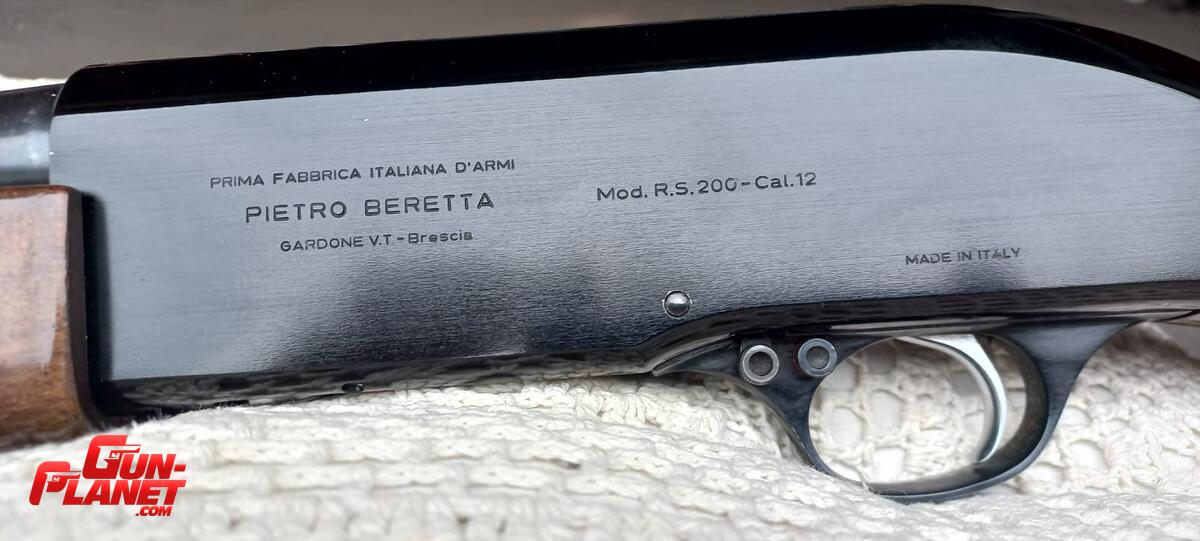 PRIMA FABBRICA ITALIANA D'ARMI
PIETRO BERETTA
GARDONE V.T.-Brescia
Mod. R.S. 200-Cal.12
MADE IN ITALY
GUN-
PLANET
.COM